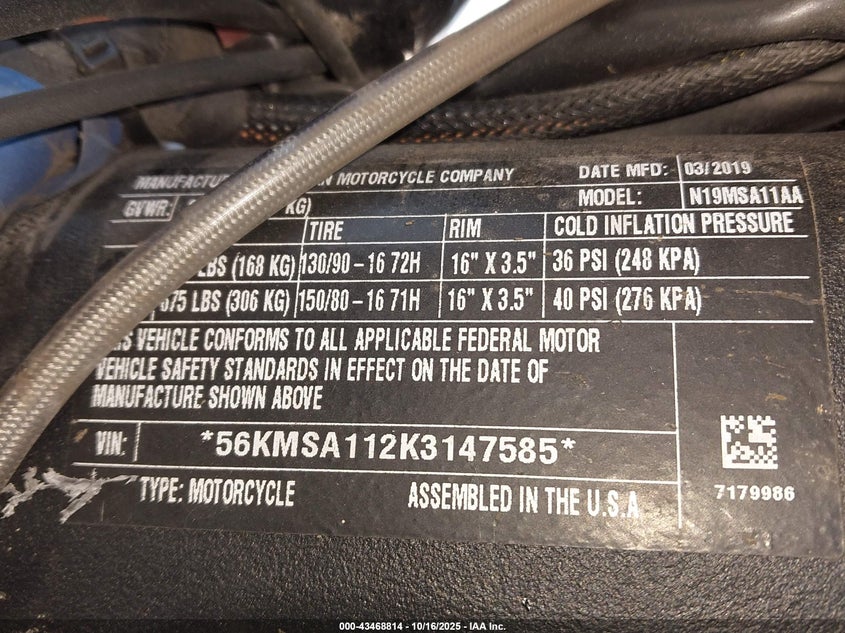 MANUFACTU N MOTORCYCLE COMPANY DATE MFD: 03/2019
GVWR: KG) MODEL: N19MSA11AA
TIRE RIM COLD INFLATION PRESSURE
LBS (168 KG) 130/90 – 16 72H 16" X 3.5" 36 PSI (248 KPA)
675 LBS (306 KG) 150/80 – 16 71H 16" X 3.5" 40 PSI (276 KPA)
VEHICLE CONFORMS TO ALL APPLICABLE FEDERAL MOTOR
VEHICLE SAFETY STANDARDS IN EFFECT ON THE DATE OF
MANUFACTURE SHOWN ABOVE
VIN: *56KMSA112K3147585*
TYPE: MOTORCYCLE ASSEMBLED IN THE U.S.A
7179986
000-43468814 - 10/16/2025 - IAA Inc.